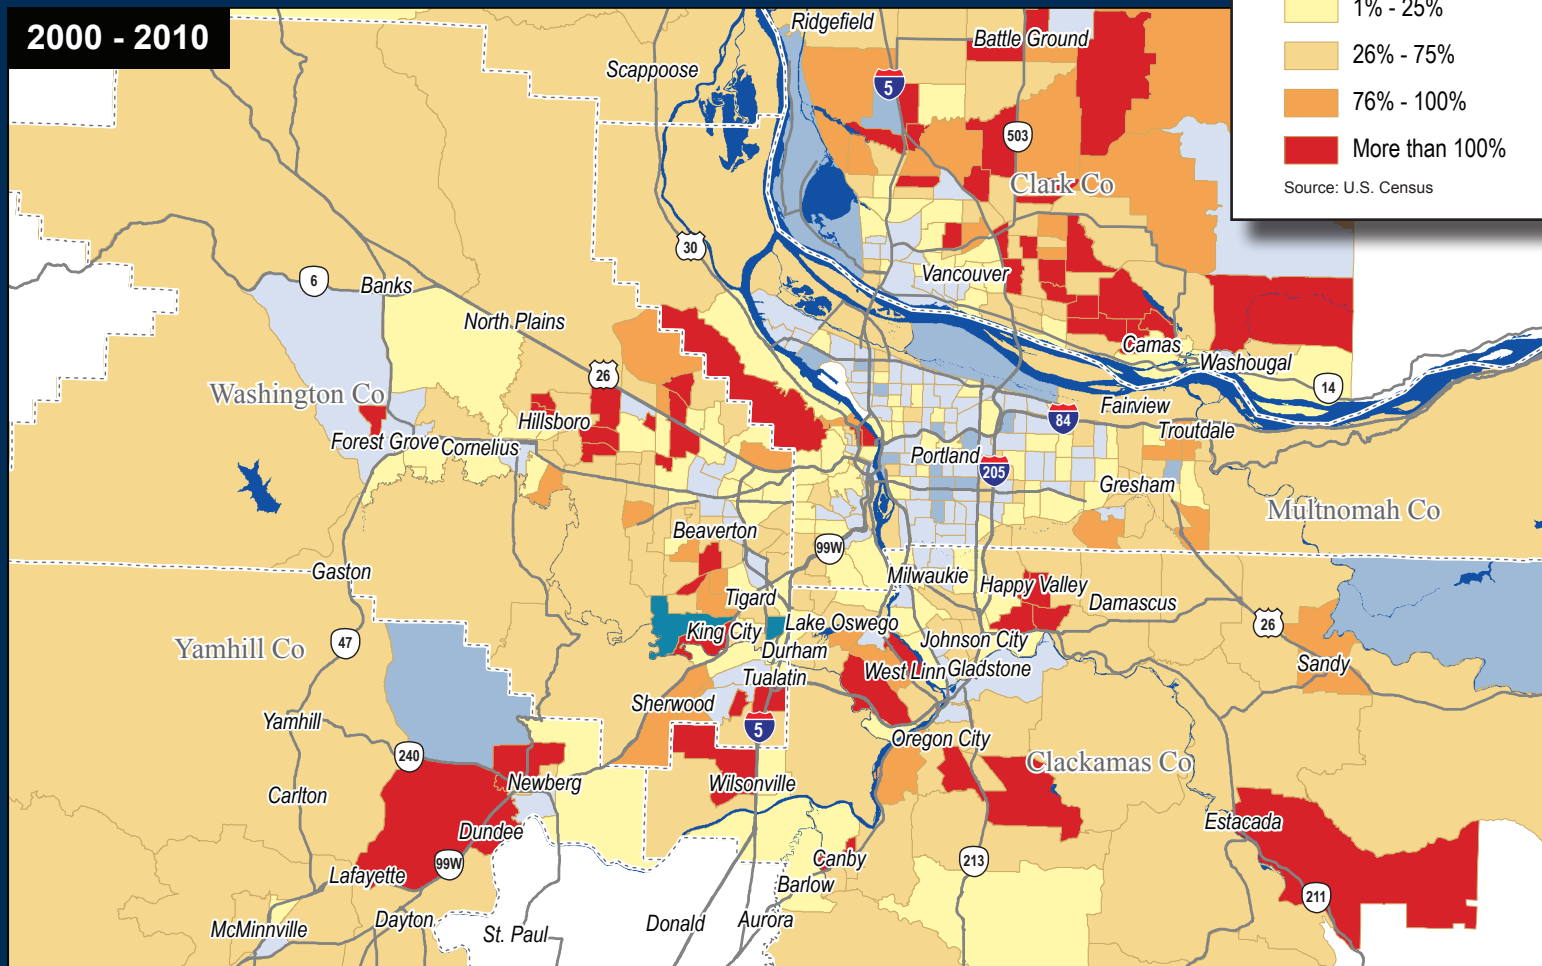 2000 - 2010
1% - 25%
26% - 75%
76% - 100%
More than 100%
Source: U.S. Census
Ridgefield
Battle Ground
Scappoose
5
503
Clark Co
30
Vancouver
6
Banks
North Plains
26
Camas
Washougal
14
Washington Co
Hillsboro
Fairview
84
Troutdale
Forest Grove
Cornelius
Portland
205
Gresham
Multnomah Co
Beaverton
99W
Gaston
Milwaukie
Happy Valley
Damascus
Tigard
26
47
Yamhill Co
King City
Lake Oswego
Johnson City
Durham
Sandy
West Linn
Gladstone
Tualatin
Sherwood
Yamhill
5
Oregon City
240
Clackamas Co
Newberg
Wilsonville
Carlton
Estacada
Dundee
99W
Canby
213
Lafayette
Barlow
211
McMinnville
Dayton
St. Paul
Donald
Aurora